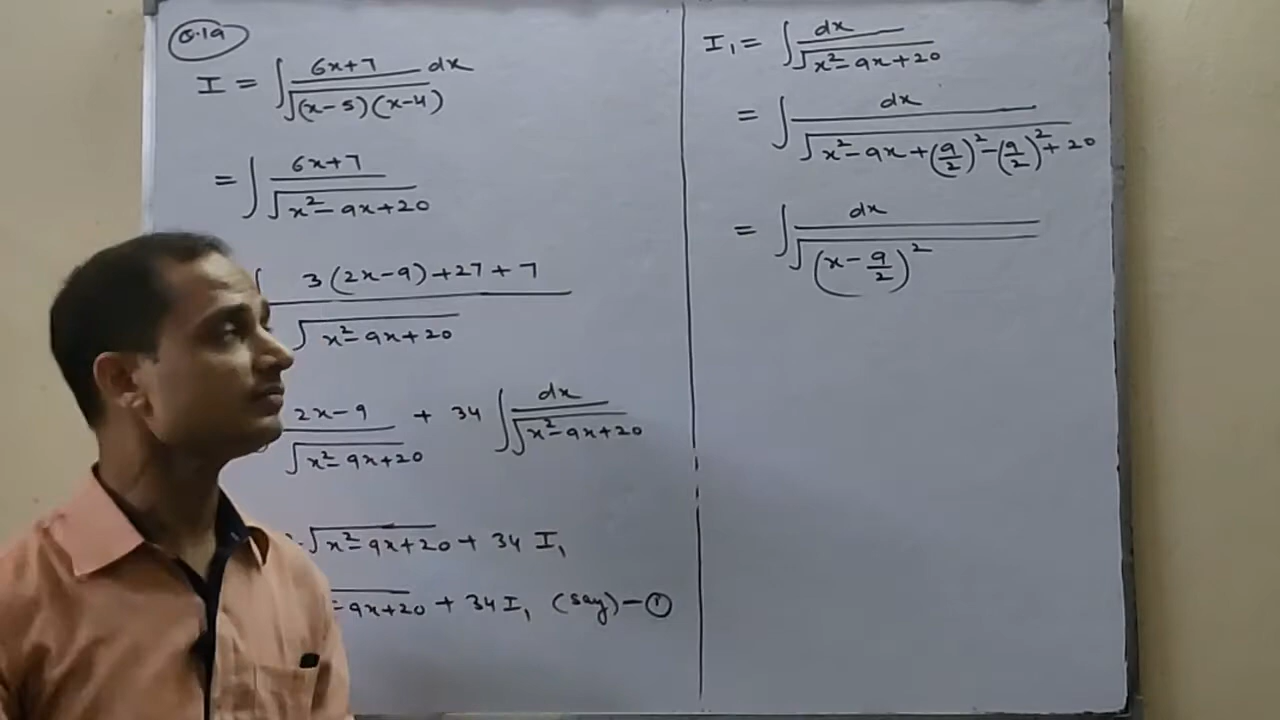 Q.19
I = ∫ 6x+7 / √(x-5)(x-4) dx
= ∫ 6x+7 / √x²-9x+20
∫ 3(2x-9)+27+7 / √x²-9x+20
2x-9 / √x²-9x+20 + 34 ∫ dx / √x²-9x+20
√x²-9x+20 + 34 I₁
-9x+20 + 34 I₁ (say) — ①
I₁ = ∫ dx / √x²-9x+20
= ∫ dx / √x²-9x+(9/2)²-(9/2)²+20
= ∫ dx / √(x-9/2)²